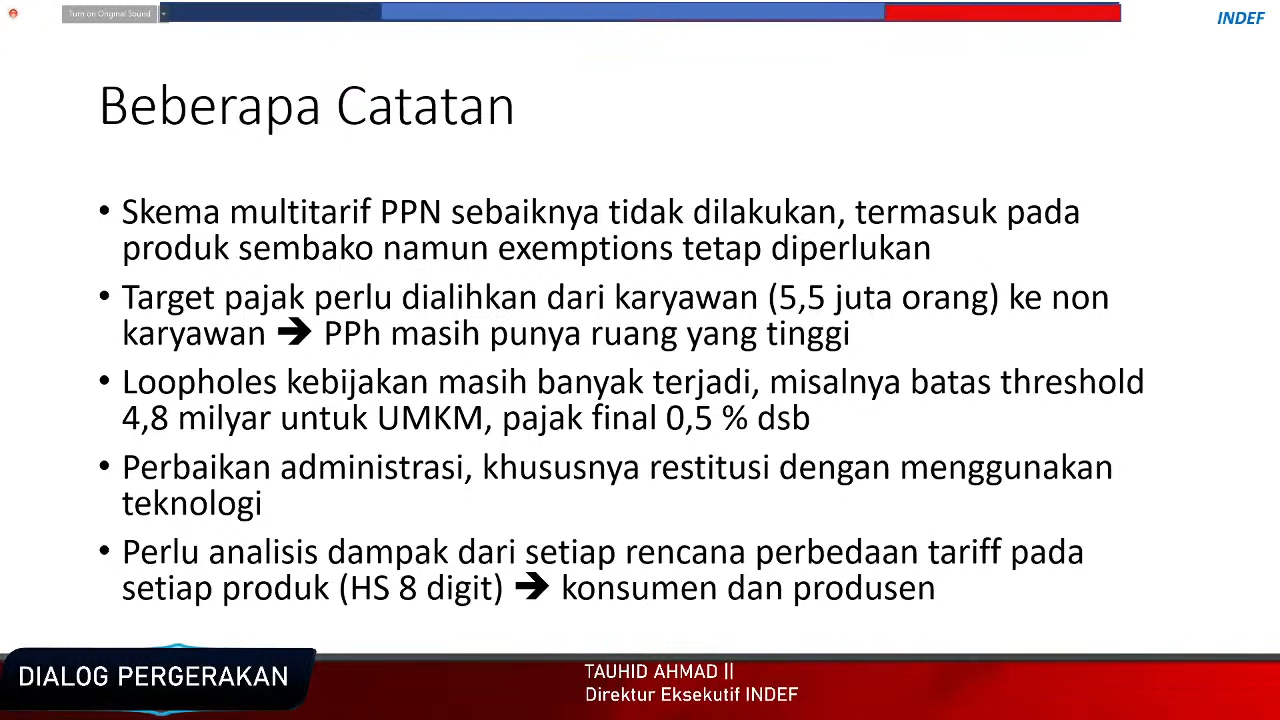 Turn on Original Sound
INDEF
Beberapa Catatan
• Skema multitarif PPN sebaiknya tidak dilakukan, termasuk pada
produk sembako namun exemptions tetap diperlukan
• Target pajak perlu dialihkan dari karyawan (5,5 juta orang) ke non
karyawan ➔ PPh masih punya ruang yang tinggi
• Loopholes kebijakan masih banyak terjadi, misalnya batas threshold
4,8 milyar untuk UMKM, pajak final 0,5 % dsb
• Perbaikan administrasi, khususnya restitusi dengan menggunakan
teknologi
• Perlu analisis dampak dari setiap rencana perbedaan tariff pada
setiap produk (HS 8 digit) ➔ konsumen dan produsen
DIALOG PERGERAKAN
TAUHID AHMAD ||
Direktur Eksekutif INDEF